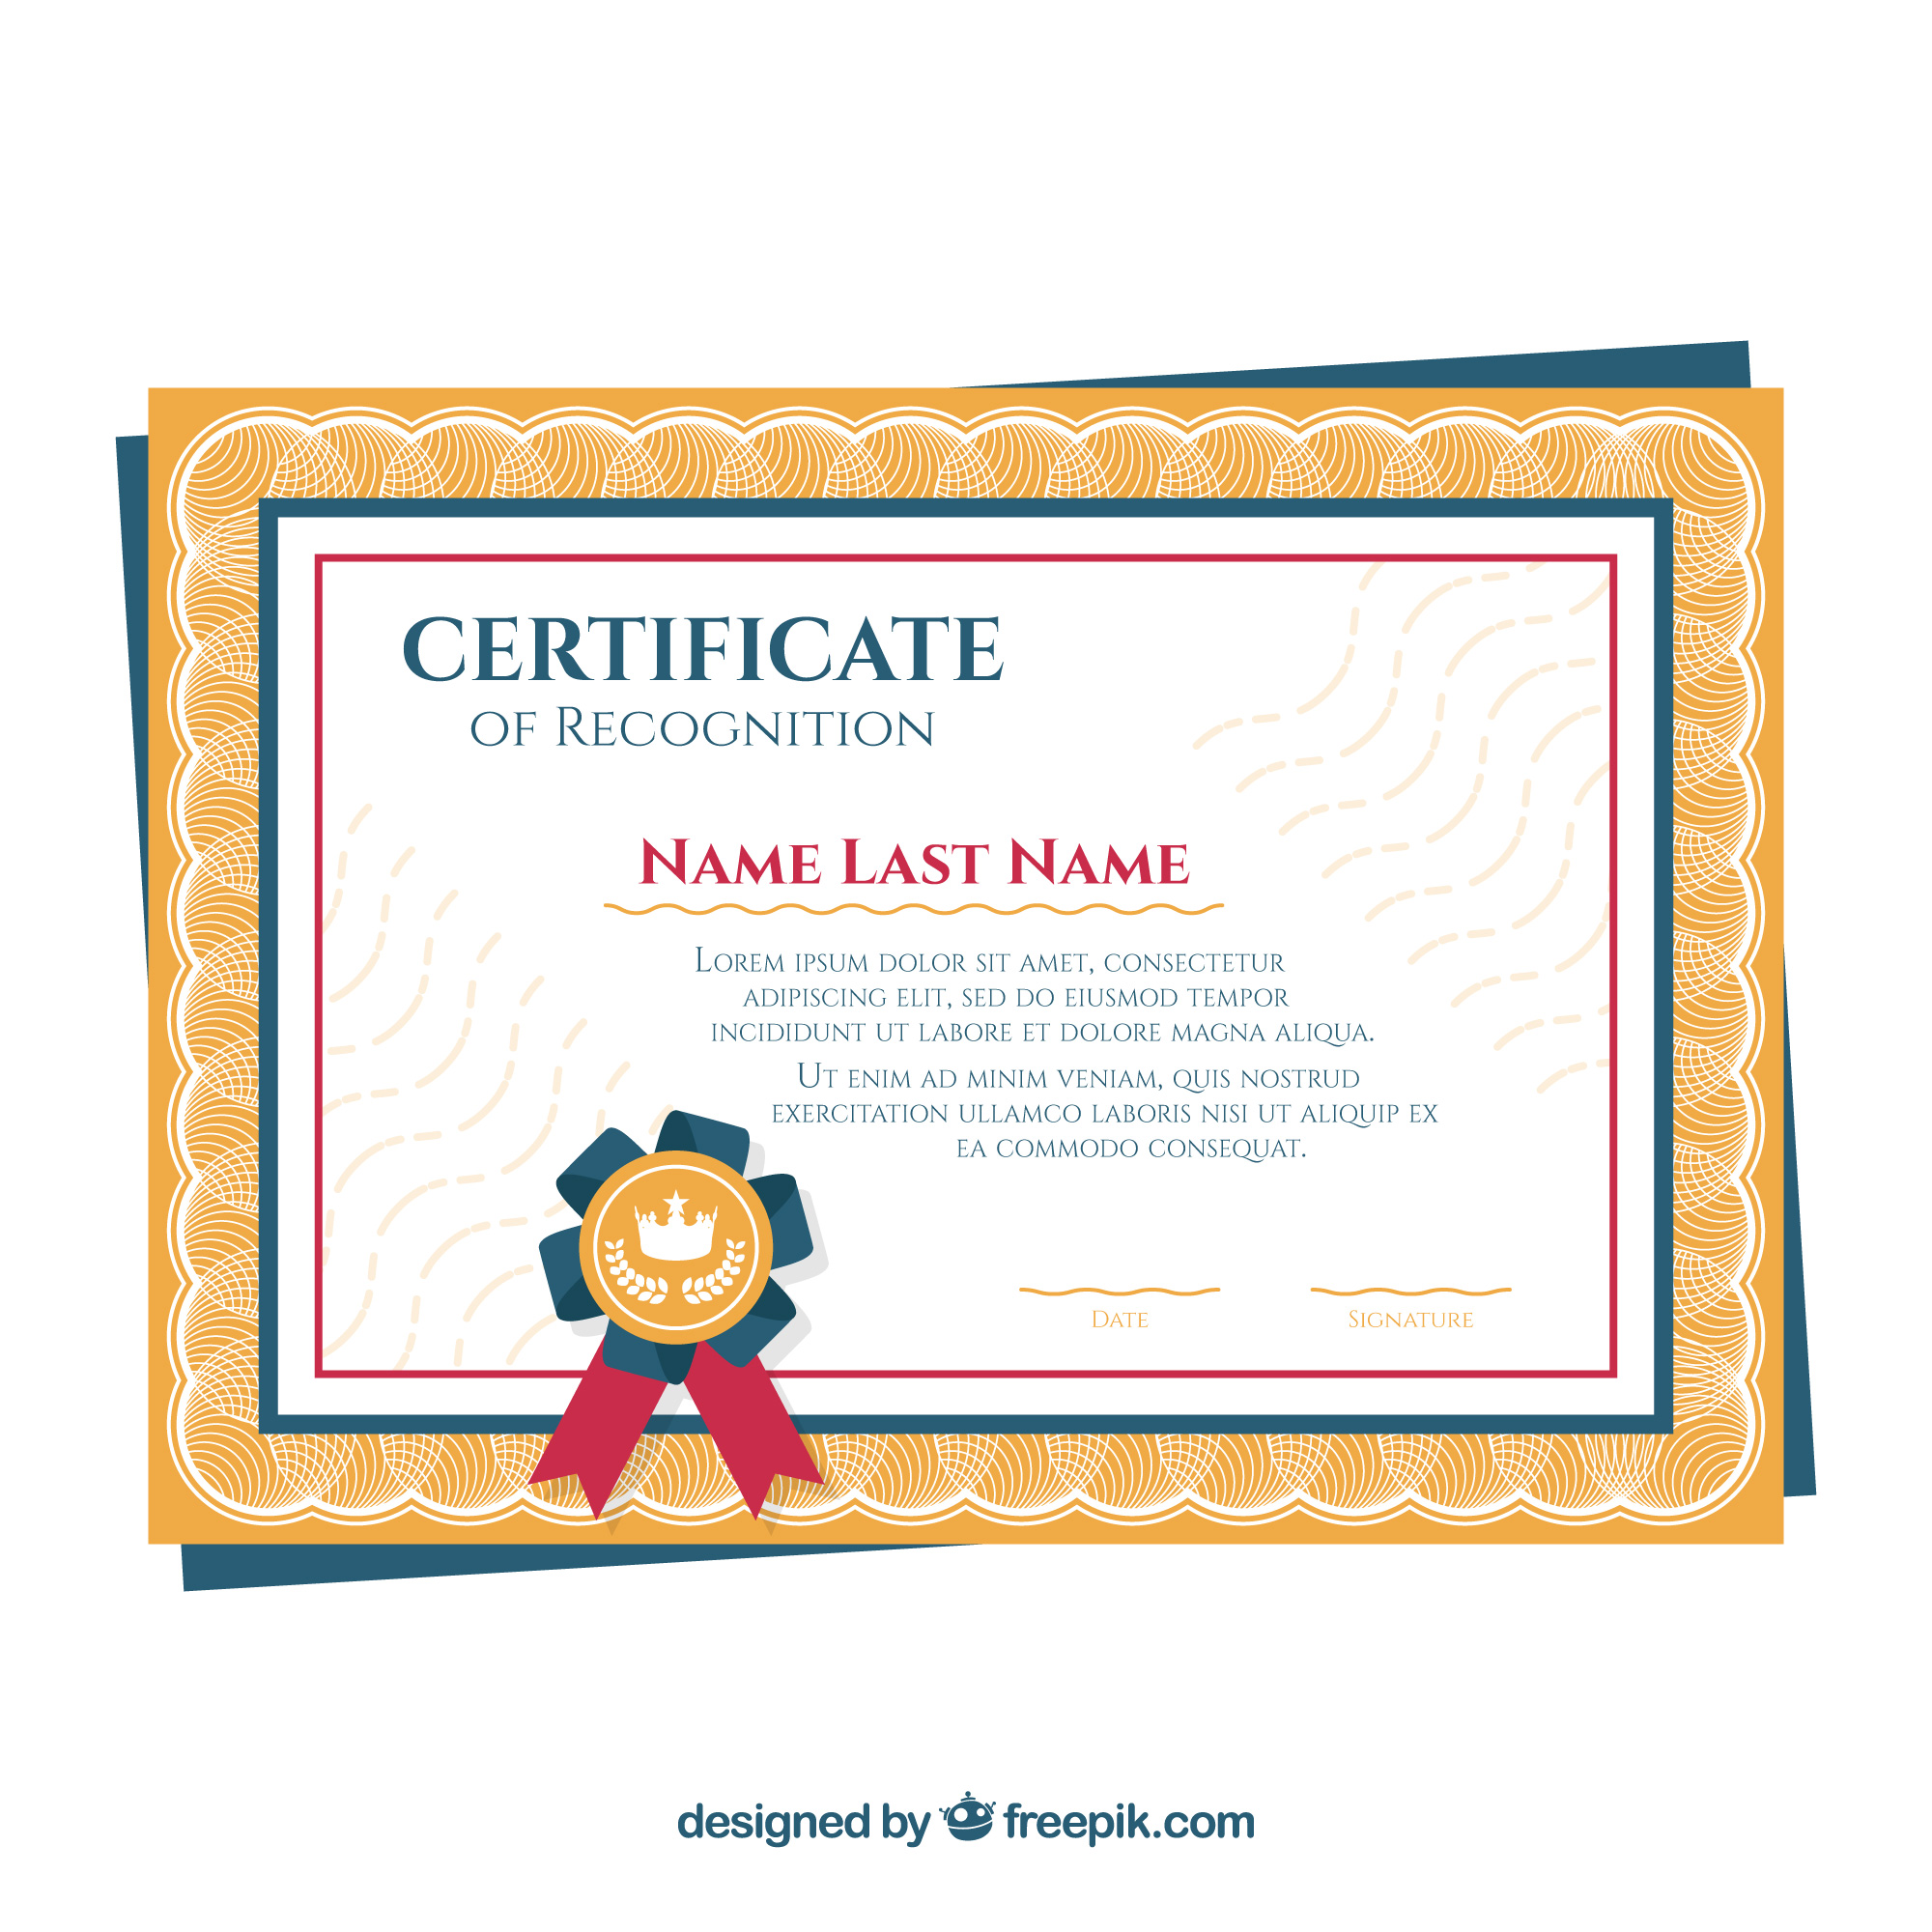 Certificate
of Recognition
Name Last Name
Lorem ipsum dolor sit amet, consectetur
adipiscing elit, sed do eiusmod tempor
incididunt ut labore et dolore magna aliqua.
Ut enim ad minim veniam, quis nostrud
exercitation ullamco laboris nisi ut aliquip ex
ea commodo consequat.
Date
Signature
designed by freepik.com